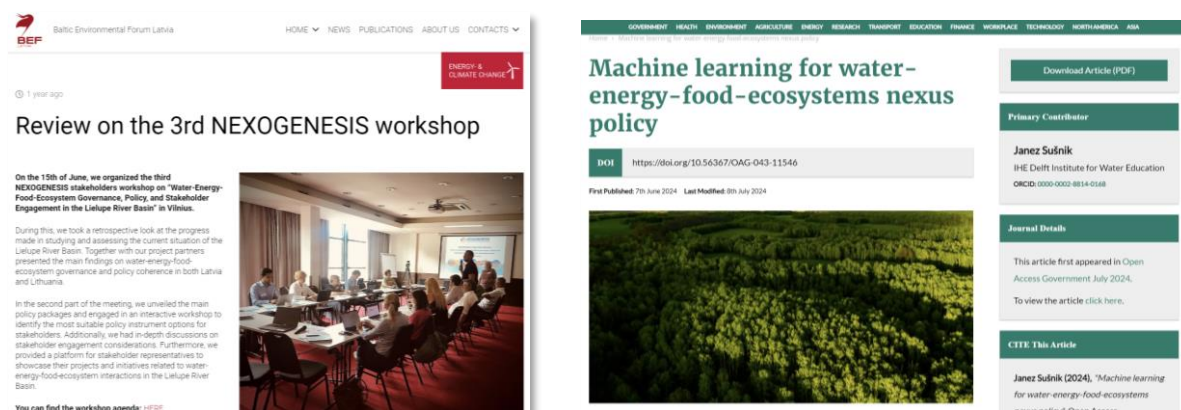 BEF
Baltic Environmental Forum Latvia
HOME NEWS PUBLICATIONS ABOUT US CONTACTS
ENERGY- &
CLIMATE CHANGE
1 year ago
Review on the 3rd NEXOGENESIS workshop
On the 15th of June, we organized the third
NEXOGENESIS stakeholders workshop on "Water-Energy-
Food-Ecosystem Governance, Policy, and Stakeholder
Engagement in the Lielupe River Basin" in Vilnius.
During this, we took a retrospective look at the progress
made in studying and assessing the current situation of the
Lielupe River Basin. Together with our project partners
presented the main findings on water-energy-food-
ecosystem governance and policy coherence in both Latvia
and Lithuania.
In the second part of the meeting, we unveiled the main
policy packages and engaged in an interactive workshop to
identify the most suitable policy instrument options for
stakeholders. Additionally, we had in-depth discussions on
stakeholder engagement considerations. Furthermore, we
provided a platform for stakeholder representatives to
showcase their projects and initiatives related to water-
energy-food-ecosystem interactions in the Lielupe River
Basin.
You can find the workshop agenda: HERE
GOVERNMENT HEALTH ENVIRONMENT AGRICULTURE ENERGY RESEARCH TRANSPORT EDUCATION FINANCE WORKPLACE TECHNOLOGY NORTH AMERICA ASIA
Home > Machine learning for water-energy-food-ecosystems nexus policy
Machine learning for water-
energy-food-ecosystems nexus
policy
DOI https://doi.org/10.56367/OAG-043-11546
First Published: 7th June 2024 Last Modified: 8th July 2024
Download Article (PDF)
Primary Contributor
Janez Sušnik
IHE Delft Institute for Water Education
ORCID: 0000-0002-8814-0168
Journal Details
This article first appeared in Open
Access Government July 2024.
To view the article click here.
CITE This Article
Janez Sušnik (2024), "Machine learning
for water-energy-food-ecosystems